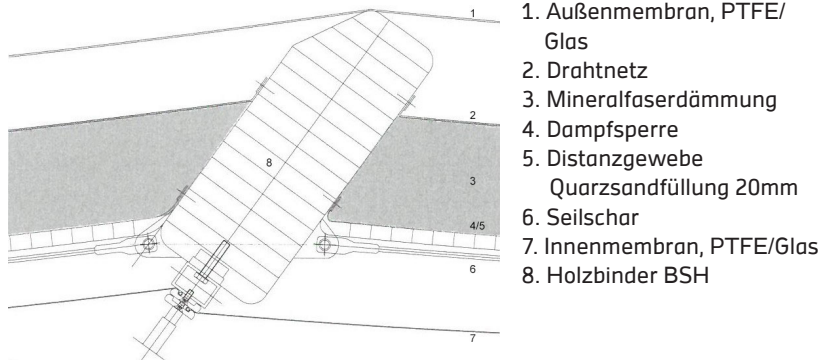 1
2
8
3
4/5
6
7
1. Außenmembran, PTFE/
Glas
2. Drahtnetz
3. Mineralfaserdämmung
4. Dampfsperre
5. Distanzgewebe
Quarzsandfüllung 20mm
6. Seilschar
7. Innenmembran, PTFE/Glas
8. Holzbinder BSH